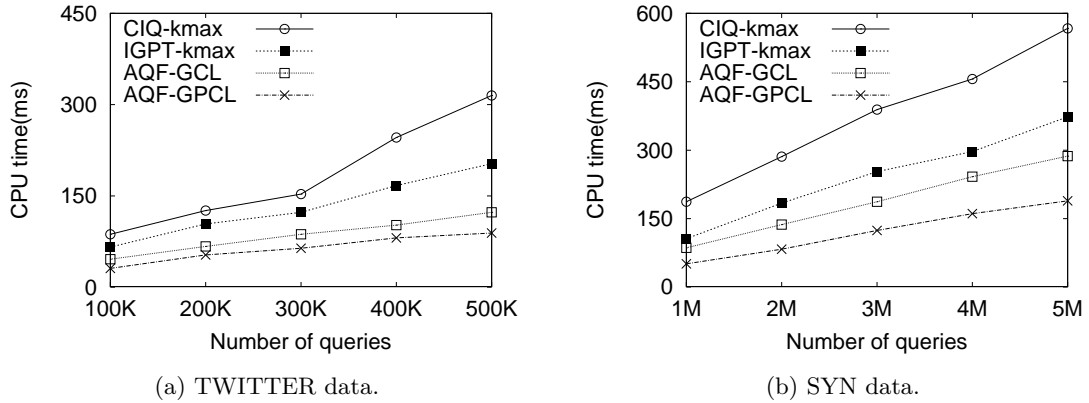 450
300
150
0
CPU time(ms)
CIQ-kmax
IGPT-kmax
AQF-GCL
AQF-GPCL
100K 200K 300K 400K 500K
Number of queries
(a) TWITTER data.
600
450
300
150
0
CPU time(ms)
CIQ-kmax
IGPT-kmax
AQF-GCL
AQF-GPCL
1M 2M 3M 4M 5M
Number of queries
(b) SYN data.